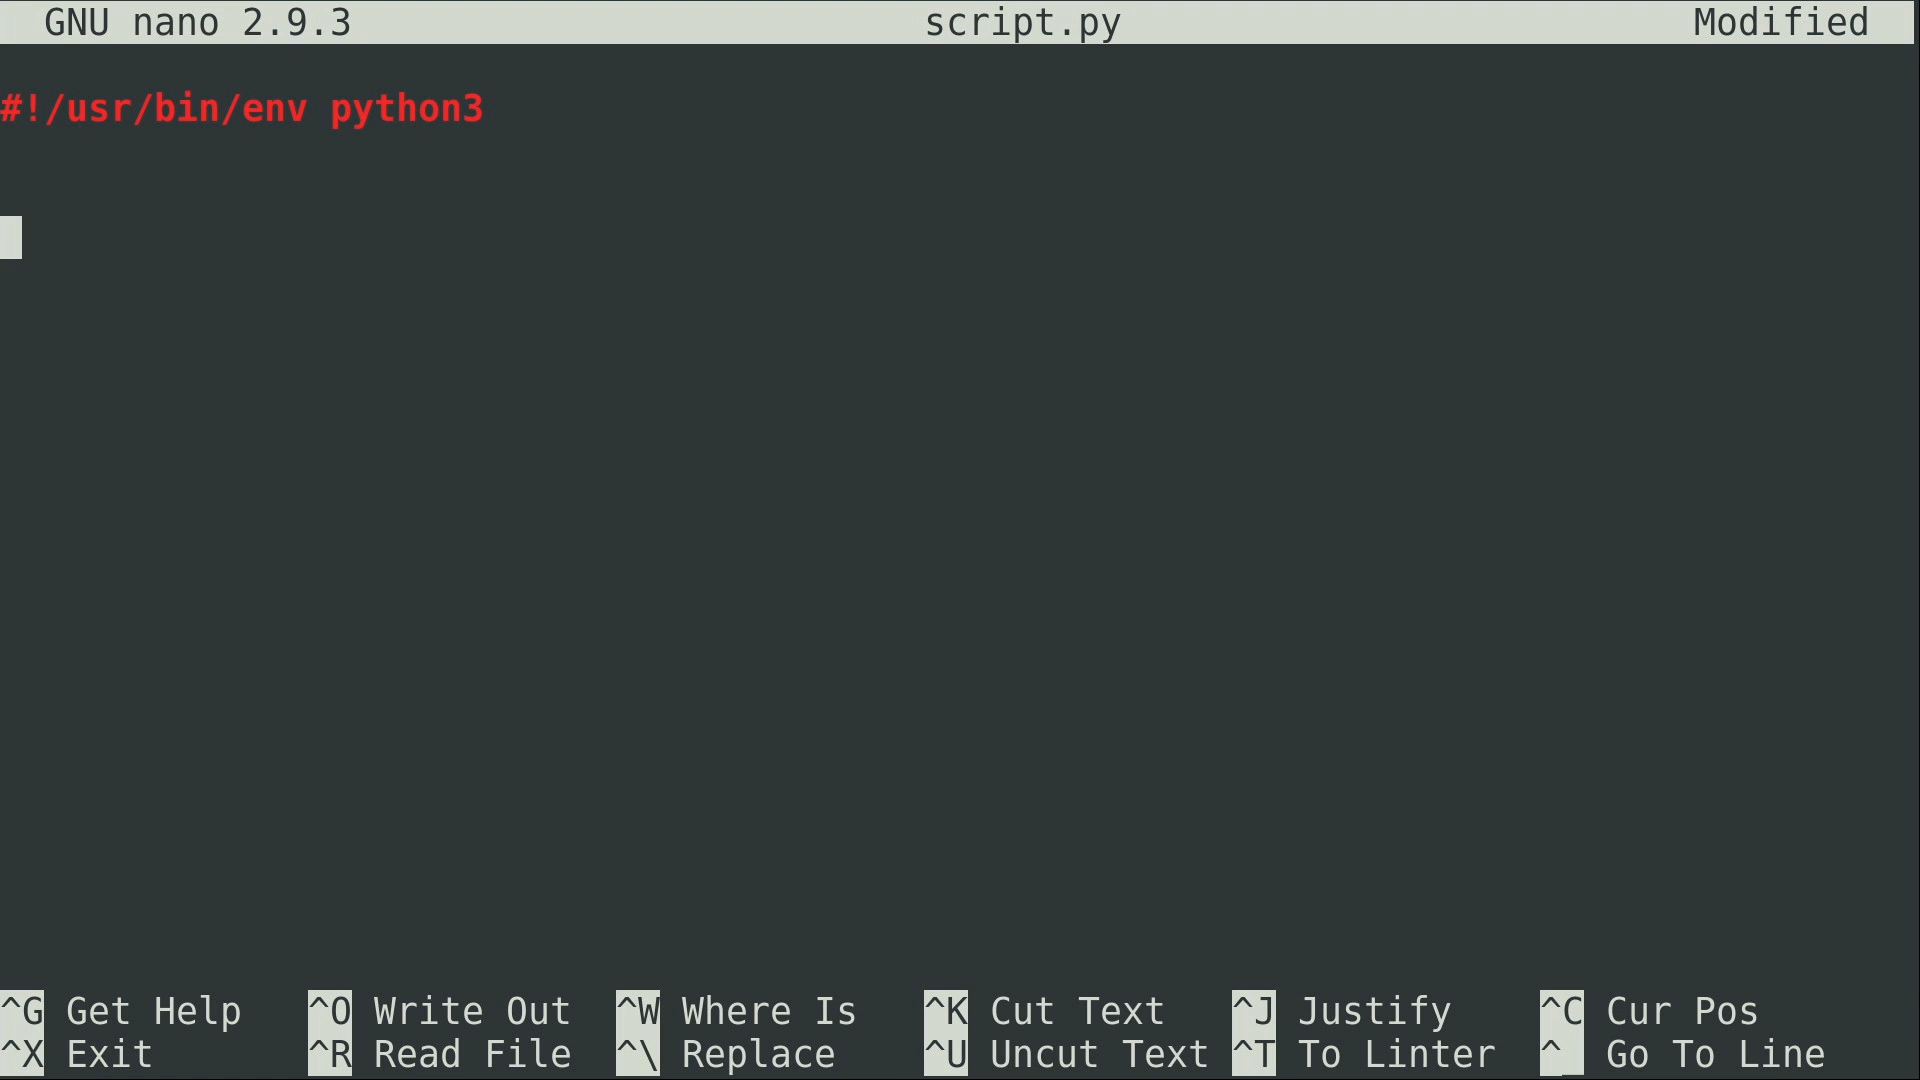 GNU nano 2.9.3 script.py Modified
#!/usr/bin/env python3
^G Get Help ^O Write Out ^W Where Is ^K Cut Text ^J Justify ^C Cur Pos
^X Exit ^R Read File ^\ Replace ^U Uncut Text ^T To Linter ^_ Go To Line